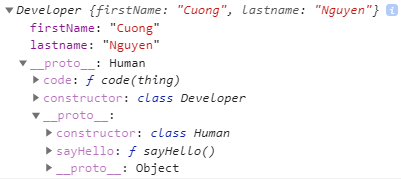 ▼Developer {firstName: "Cuong", lastname: "Nguyen"} i
firstName: "Cuong"
lastname: "Nguyen"
▼__proto__: Human
▶code: ƒ code(thing)
▶constructor: class Developer
▼__proto__:
▶constructor: class Human
▶sayHello: ƒ sayHello()
▶__proto__: Object